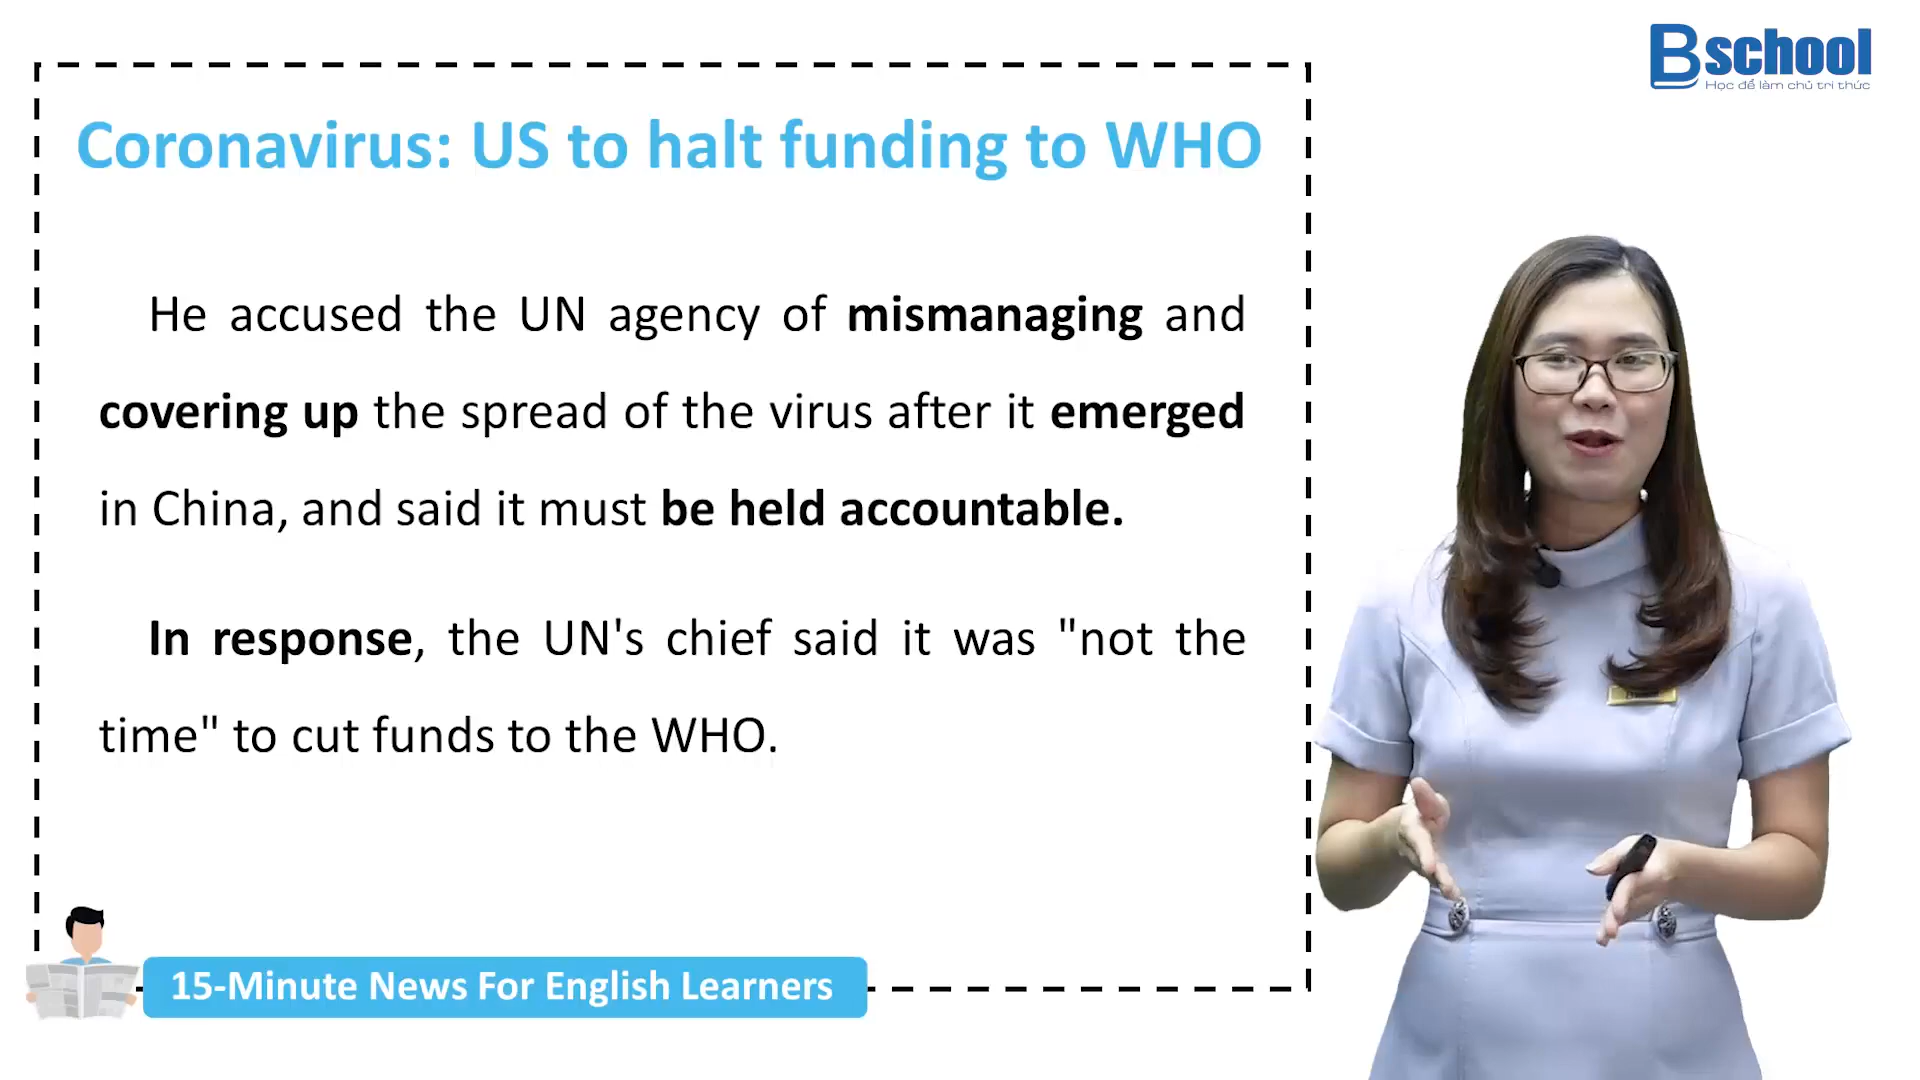 Bschool
Học để làm chủ tri thức
Coronavirus: US to halt funding to WHO
He accused the UN agency of mismanaging and
covering up the spread of the virus after it emerged
in China, and said it must be held accountable.
In response, the UN's chief said it was "not the
time" to cut funds to the WHO.
15-Minute News For English Learners